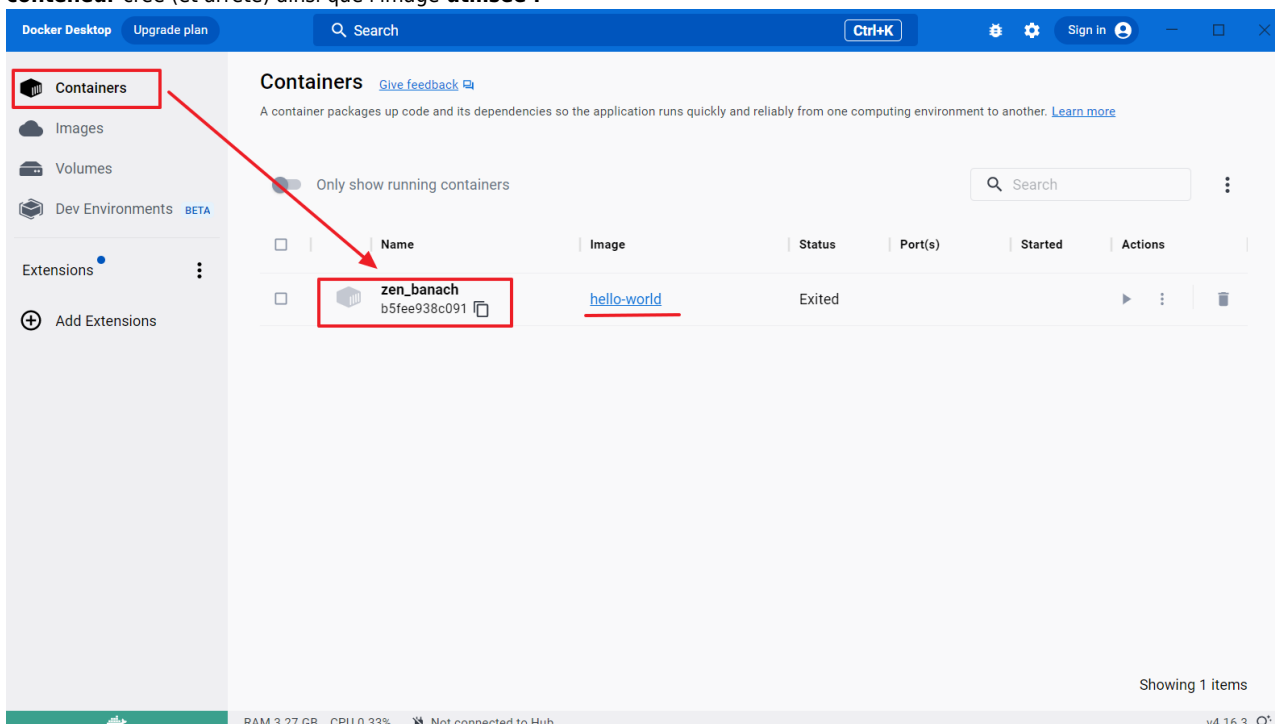 conteneur créé (et arrêté) ainsi que l'image utilisée :
Docker Desktop Upgrade plan Search Ctrl+K Sign in
Containers
Images
Volumes
Dev Environments BETA
Extensions
Add Extensions
Containers Give feedback
A container packages up code and its dependencies so the application runs quickly and reliably from one computing environment to another. Learn more
Only show running containers
Search
Name Image Status Port(s) Started Actions
zen_banach
b5fee938c091
hello-world Exited
Showing 1 items
RAM 3.27 GB CPU 0.33% Not connected to Hub v4.16.3